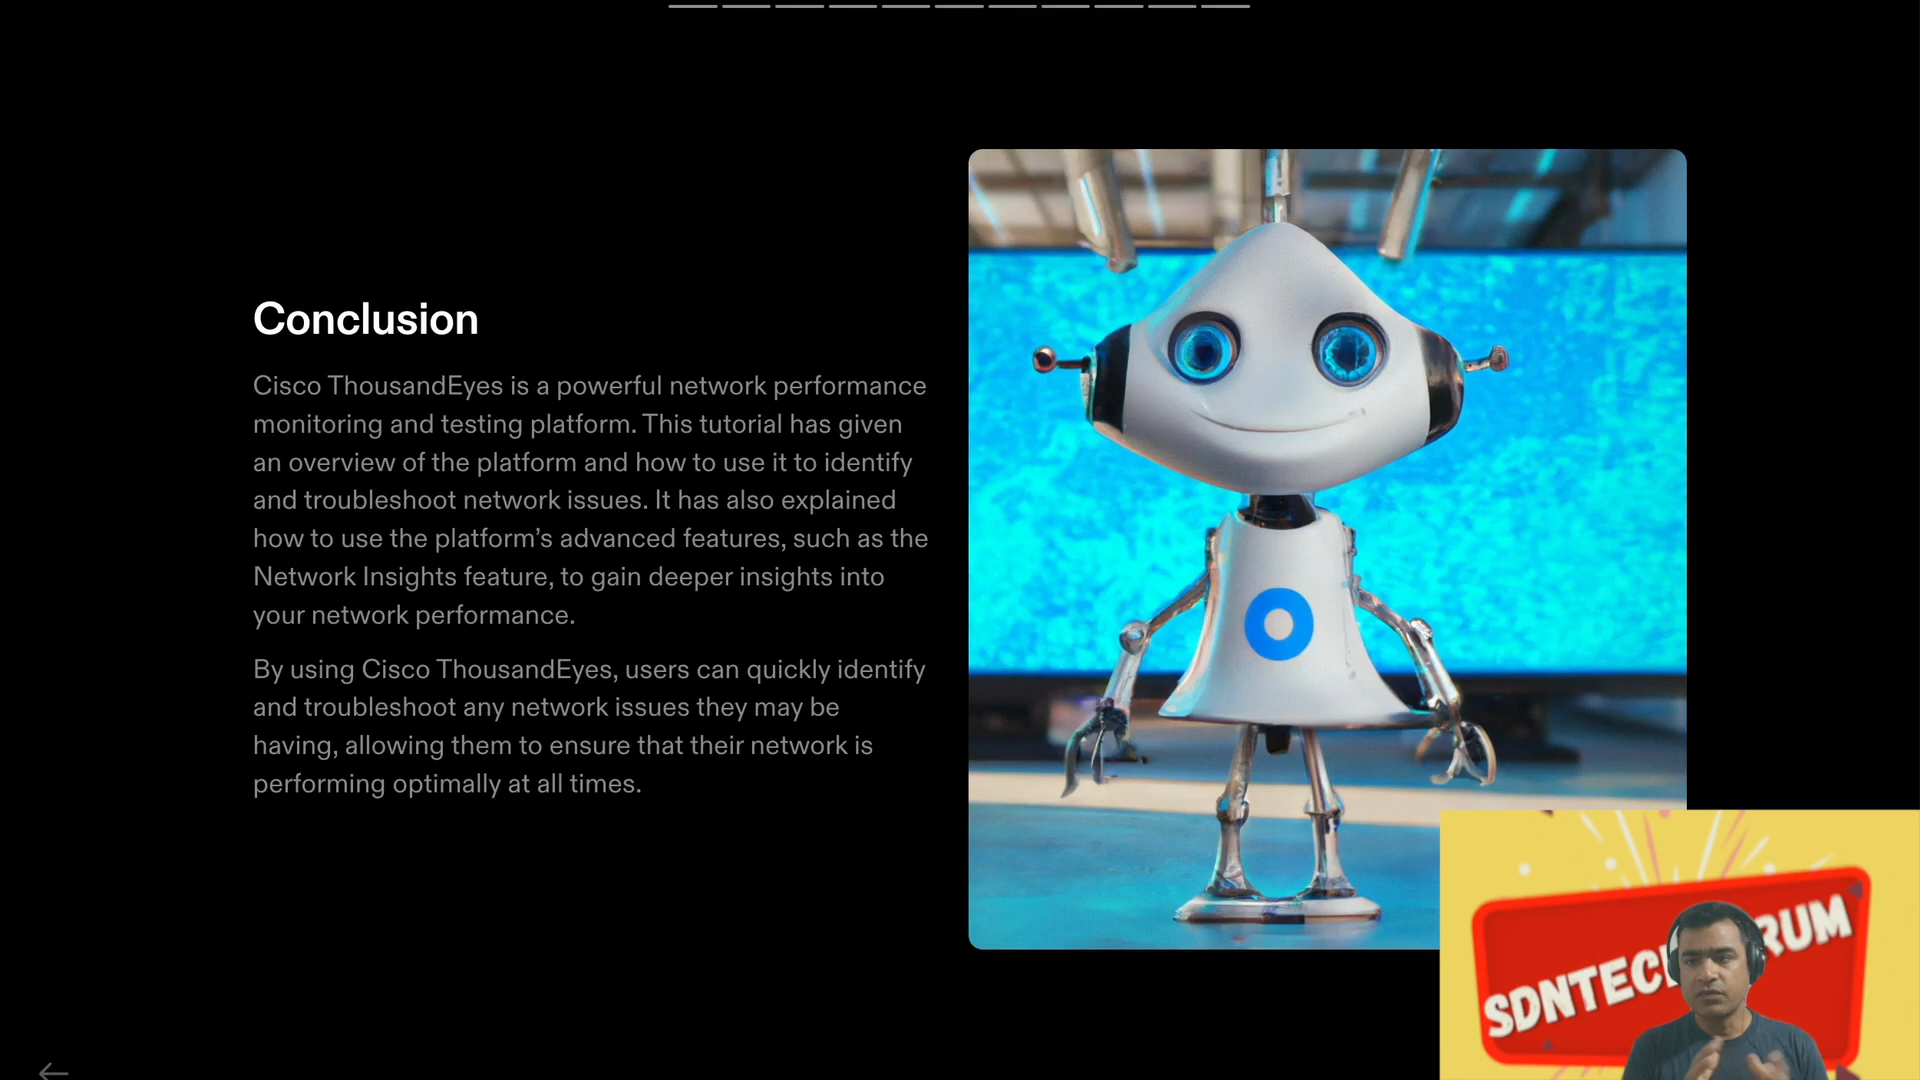 Conclusion
Cisco ThousandEyes is a powerful network performance
monitoring and testing platform. This tutorial has given
an overview of the platform and how to use it to identify
and troubleshoot network issues. It has also explained
how to use the platform’s advanced features, such as the
Network Insights feature, to gain deeper insights into
your network performance.
By using Cisco ThousandEyes, users can quickly identify
and troubleshoot any network issues they may be
having, allowing them to ensure that their network is
performing optimally at all times.